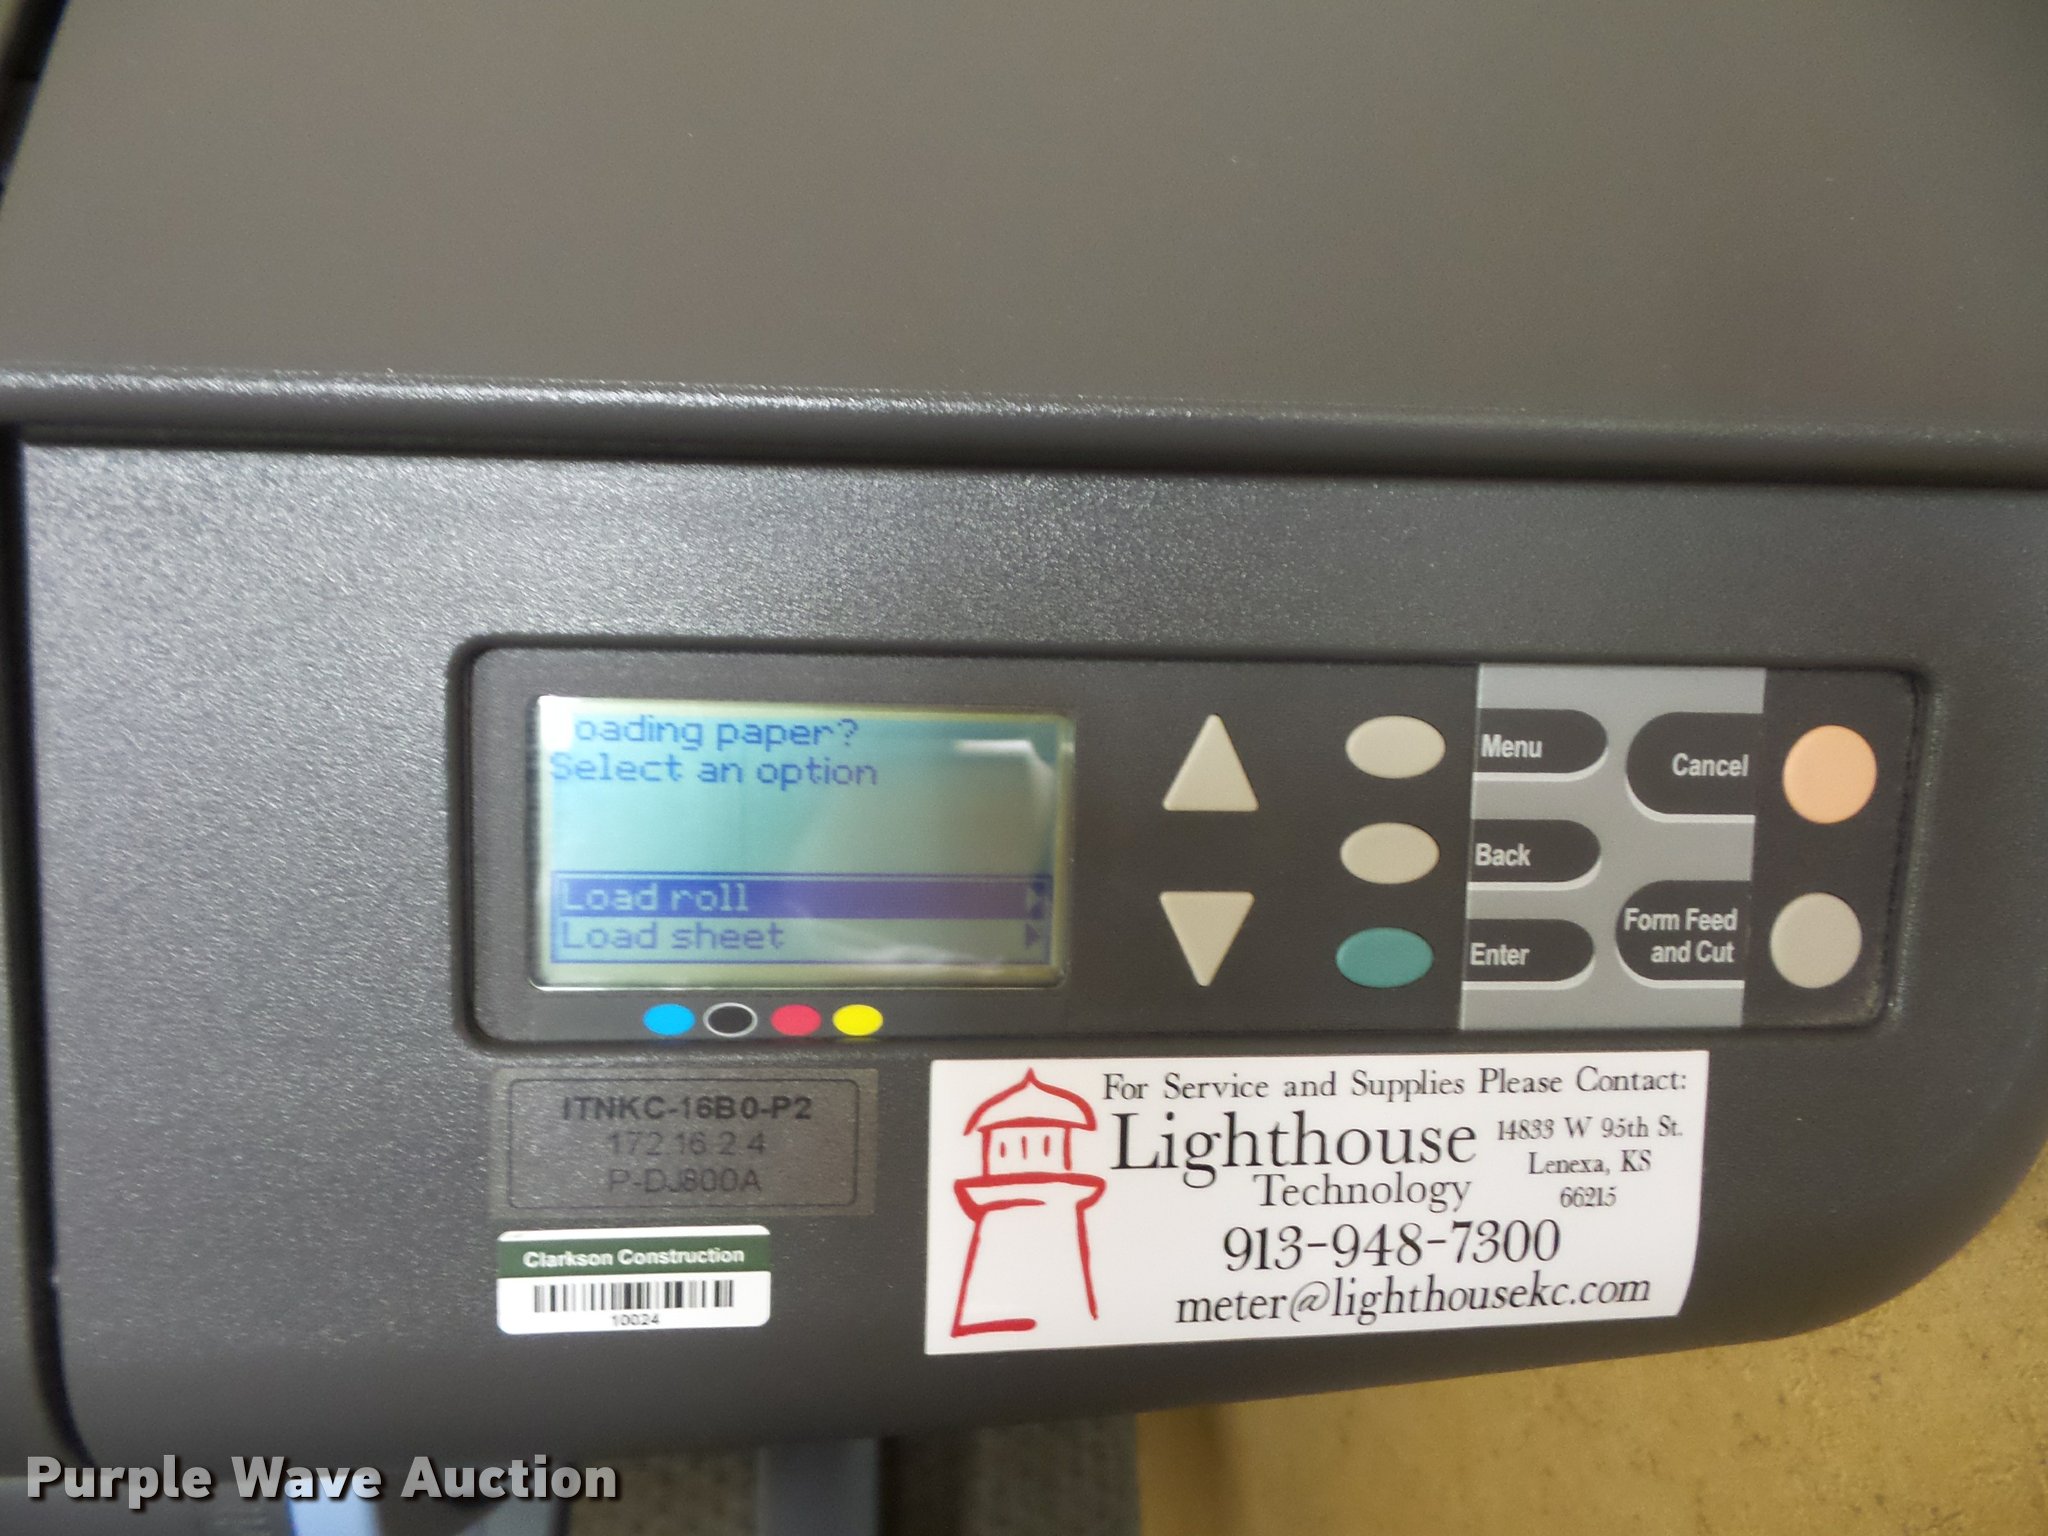 oading paper?
Select an option
Load roll
Load sheet
Menu
Back
Enter
Cancel
Form Feed
and Cut
ITNKC-16B0-P2
172.16.2.4
P-DJ800A
Clarkson Construction
10024
For Service and Supplies Please Contact:
Lighthouse
Technology
14833 W 95th St.
Lenexa, KS
66215
913-948-7300
meter@lighthousekc.com
Purple Wave Auction